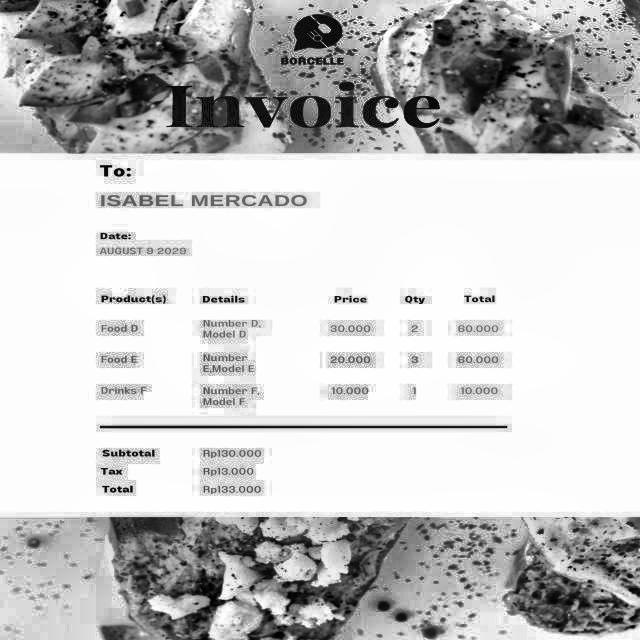 BORCELLE
Invoice
To:
ISABEL MERCADO
Date:
AUGUST 9 2029
Product(s) Details Price Qty Total
Food D Number D, Model D 30.000 2 60.000
Food E Number E,Model E 20.000 3 60.000
Drinks F Number F, Model F 10.000 1 10.000
Subtotal Rp130.000
Tax Rp13.000
Total Rp133.000